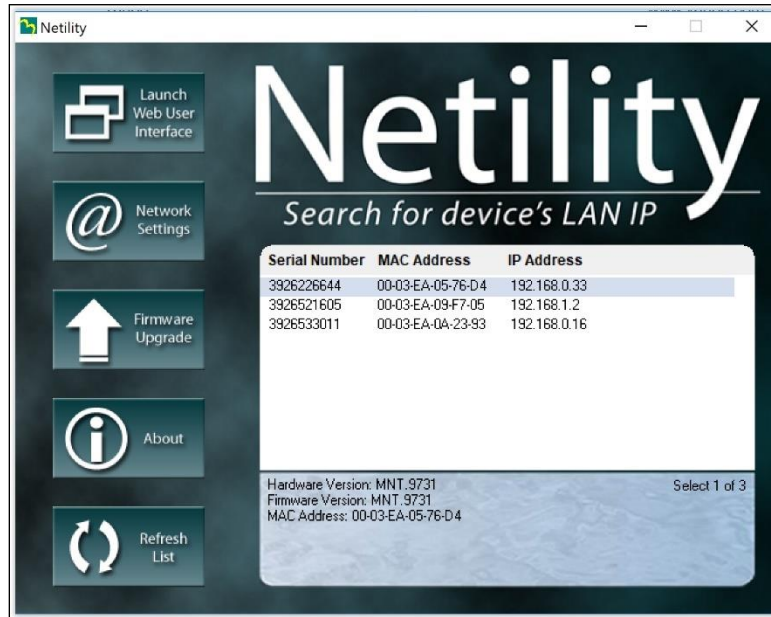 Netility
Launch
Web User
Interface
Network
Settings
Firmware
Upgrade
About
Refresh
List
Netility
Search for device's LAN IP
Serial Number MAC Address IP Address
3926226644 00-03-EA-05-76-D4 192.168.0.33
3926521605 00-03-EA-09-F7-05 192.168.1.2
3926533011 00-03-EA-0A-23-93 192.168.0.16
Hardware Version: MNT.9731 Select 1 of 3
Firmware Version: MNT.9731
MAC Address: 00-03-EA-05-76-D4